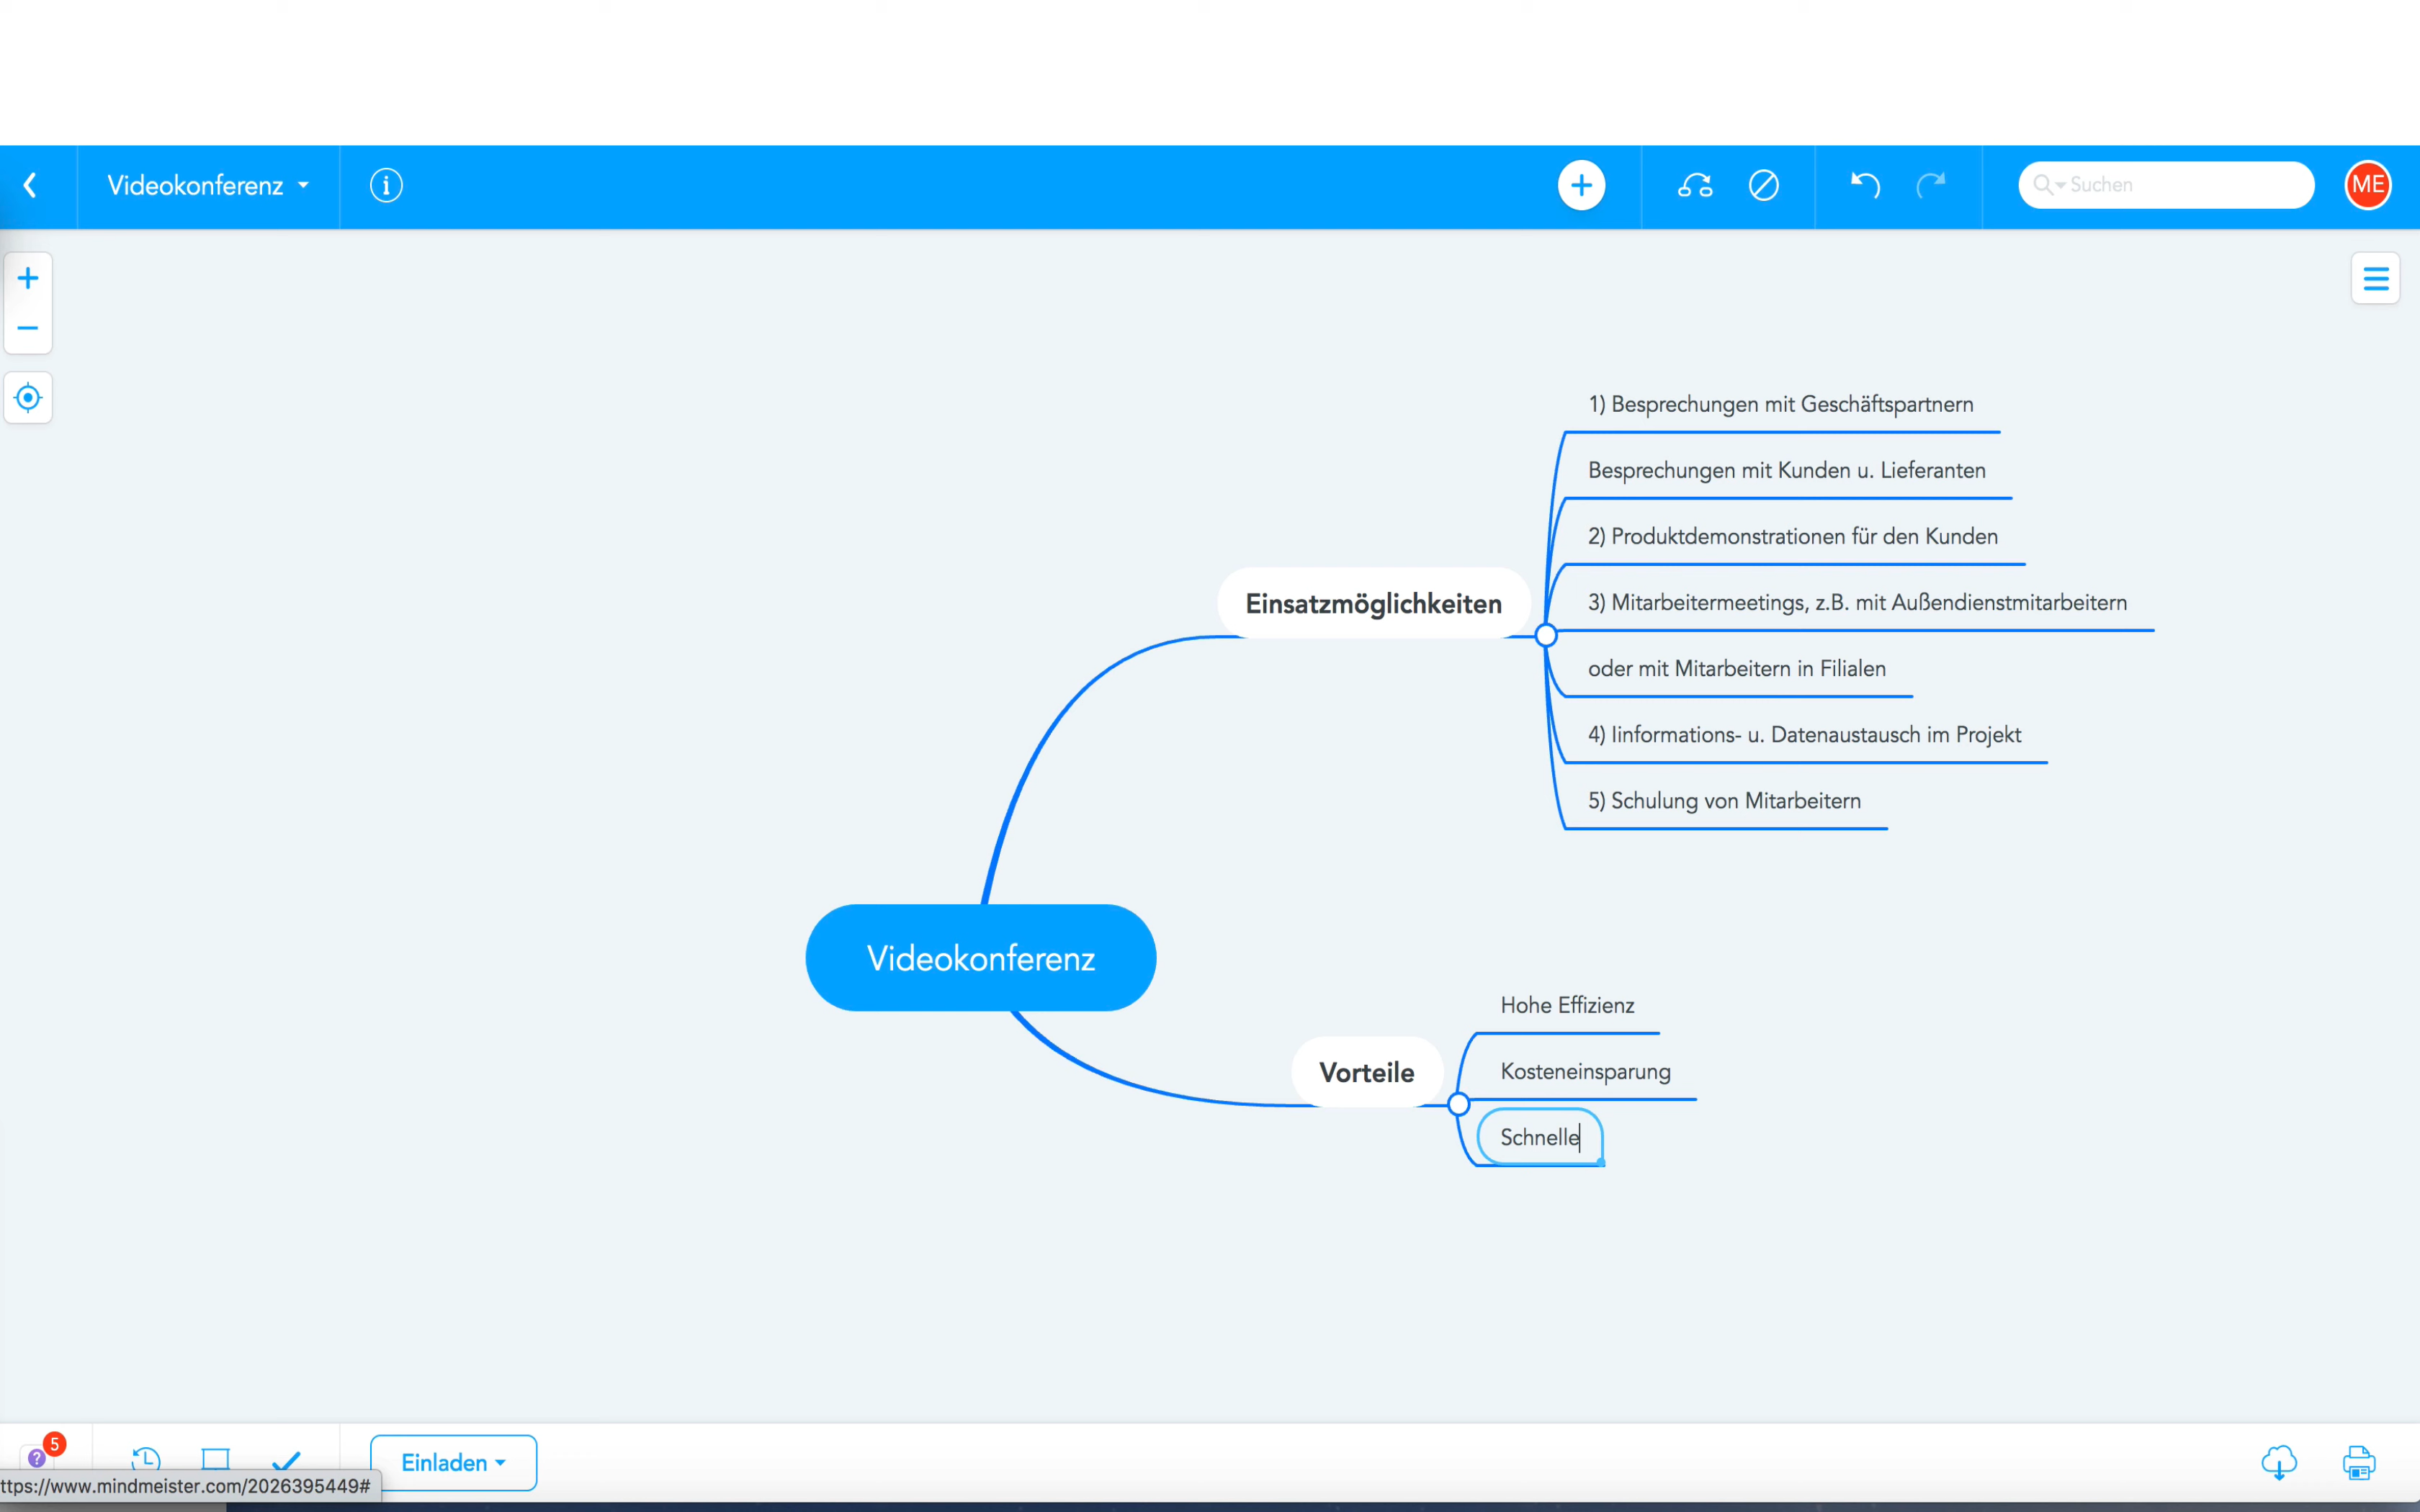 Videokonferenz
i
Suchen
ME
1) Besprechungen mit Geschäftspartnern
Besprechungen mit Kunden u. Lieferanten
2) Produktdemonstrationen für den Kunden
Einsatzmöglichkeiten
3) Mitarbeitermeetings, z.B. mit Außendienstmitarbeitern
oder mit Mitarbeitern in Filialen
4) Iinformations- u. Datenaustausch im Projekt
5) Schulung von Mitarbeitern
Videokonferenz
Hohe Effizienz
Vorteile
Kosteneinsparung
Schnelle
5
?
Einladen
ttps://www.mindmeister.com/2026395449#